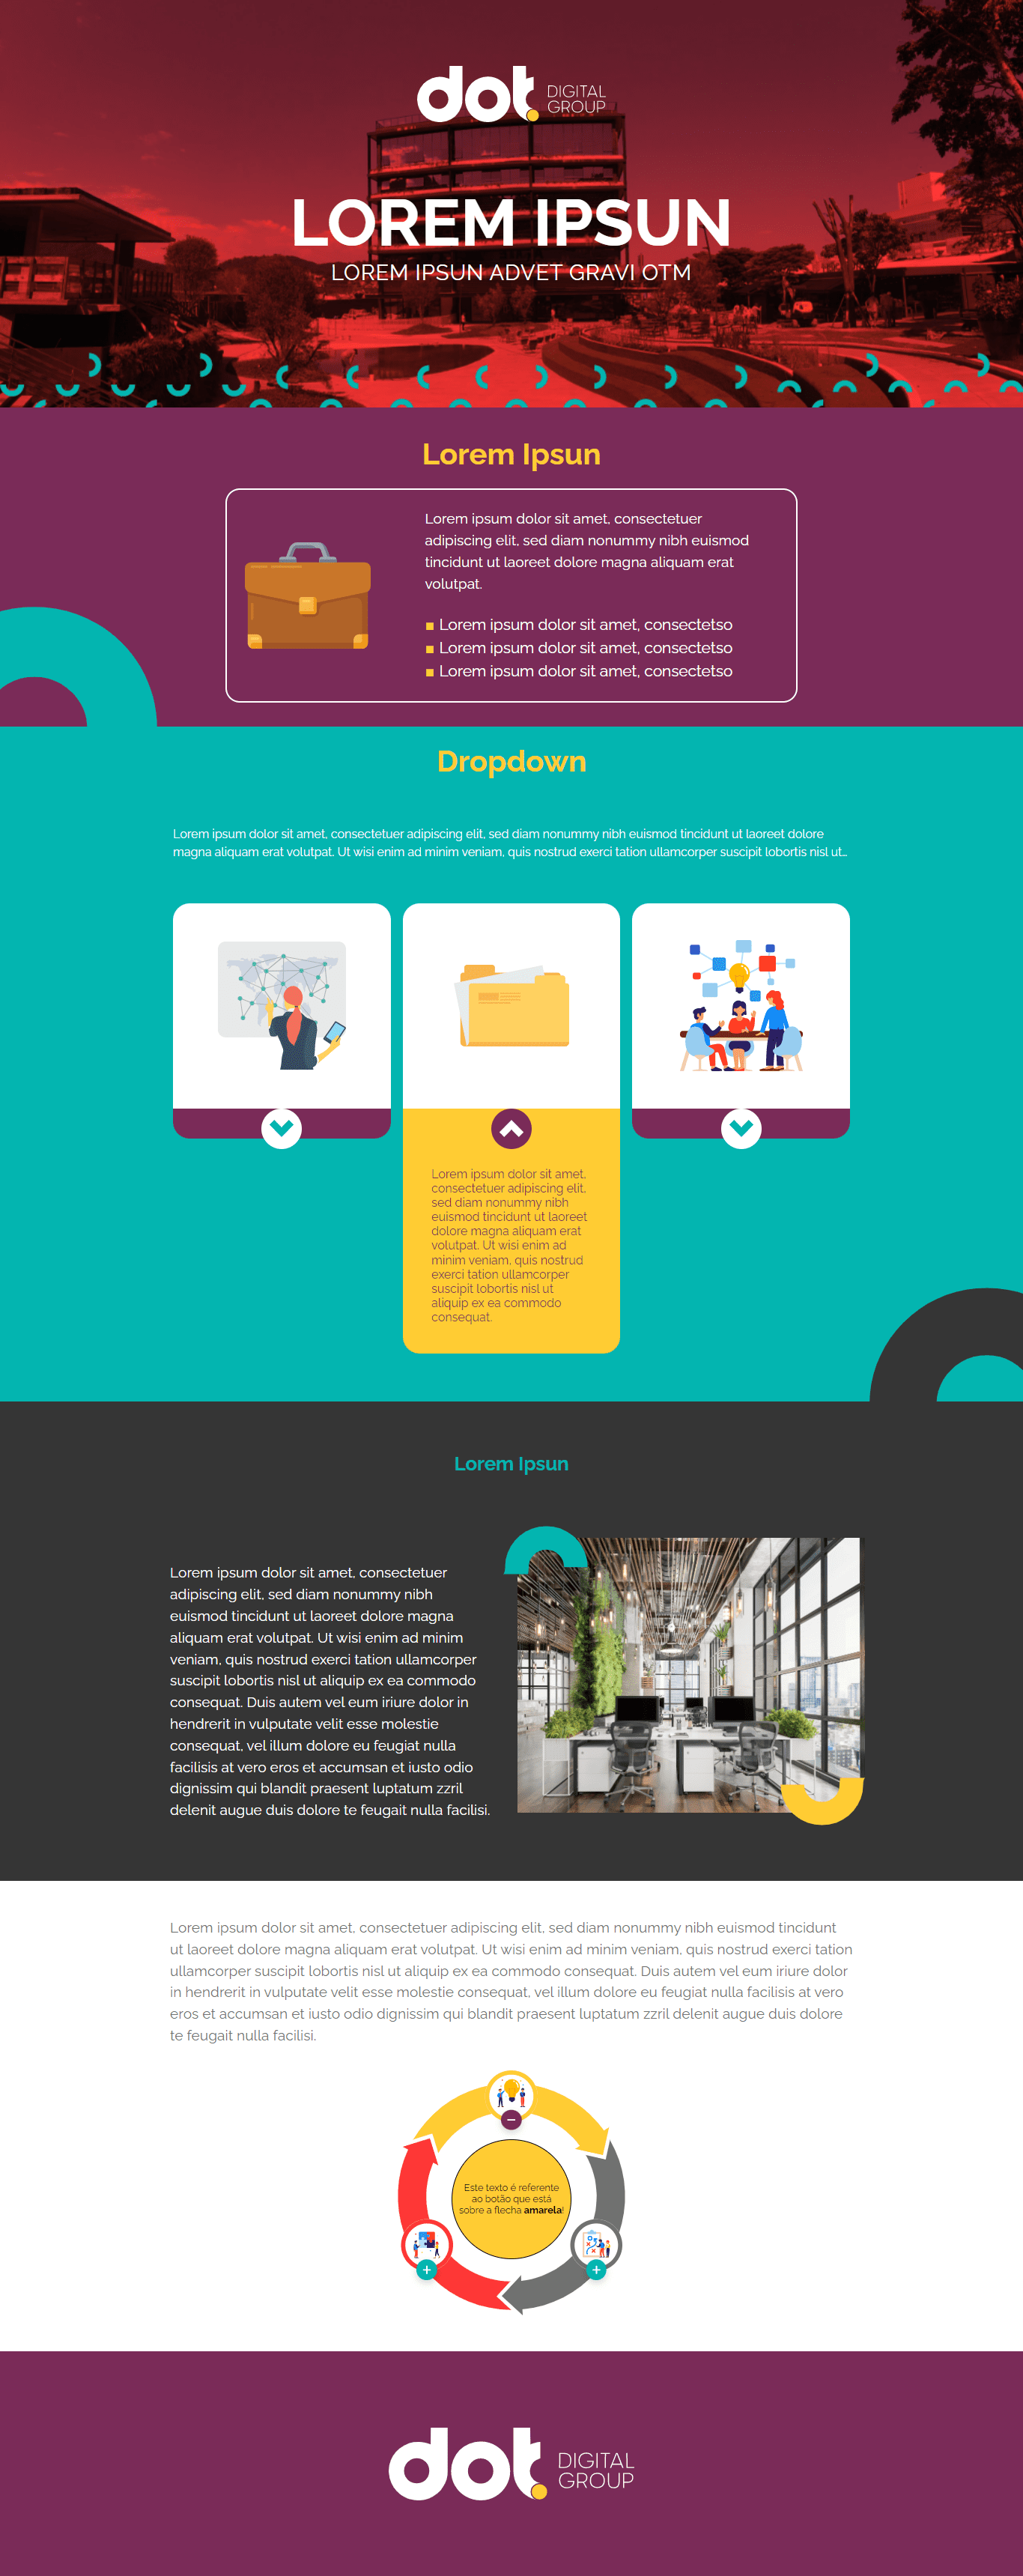 dot.
DIGITAL
GROUP
LOREM IPSUN
LOREM IPSUN ADVET GRAVI OTM
Lorem Ipsun
Lorem ipsum dolor sit amet, consectetuer
adipiscing elit, sed diam nonummy nibh euismod
tincidunt ut laoreet dolore magna aliquam erat
volutpat.
Lorem ipsum dolor sit amet, consectetso
Lorem ipsum dolor sit amet, consectetso
Lorem ipsum dolor sit amet, consectetso
Dropdown
Lorem ipsum dolor sit amet, consectetuer adipiscing elit, sed diam nonummy nibh euismod tincidunt ut laoreet dolore
magna aliquam erat volutpat. Ut wisi enim ad minim veniam, quis nostrud exerci tation ullamcorper suscipit lobortis nisl ut...
Lorem ipsum dolor sit amet,
consectetuer adipiscing elit,
sed diam nonummy nibh
euismod tincidunt ut laoreet
dolore magna aliquam erat
volutpat. Ut wisi enim ad
minim veniam, quis nostrud
exerci tation ullamcorper
suscipit lobortis nisl ut
aliquip ex ea commodo
consequat.
Lorem Ipsun
Lorem ipsum dolor sit amet, consectetuer
adipiscing elit, sed diam nonummy nibh
euismod tincidunt ut laoreet dolore magna
aliquam erat volutpat. Ut wisi enim ad minim
veniam, quis nostrud exerci tation ullamcorper
suscipit lobortis nisl ut aliquip ex ea commodo
consequat. Duis autem vel eum iriure dolor in
hendrerit in vulputate velit esse molestie
consequat, vel illum dolore eu feugiat nulla
facilisis at vero eros et accumsan et iusto odio
dignissim qui blandit praesent luptatum zzril
delenit augue duis dolore te feugait nulla facilisi.
Lorem ipsum dolor sit amet, consectetuer adipiscing elit, sed diam nonummy nibh euismod tincidunt
ut laoreet dolore magna aliquam erat volutpat. Ut wisi enim ad minim veniam, quis nostrud exerci tation
ullamcorper suscipit lobortis nisl ut aliquip ex ea commodo consequat. Duis autem vel eum iriure dolor
in hendrerit in vulputate velit esse molestie consequat, vel illum dolore eu feugiat nulla facilisis at vero
eros et accumsan et iusto odio dignissim qui blandit praesent luptatum zzril delenit augue duis dolore
te feugait nulla facilisi.
Este texto é referente
ao botão que está
sobre a flecha amarela!
dot.
DIGITAL
GROUP